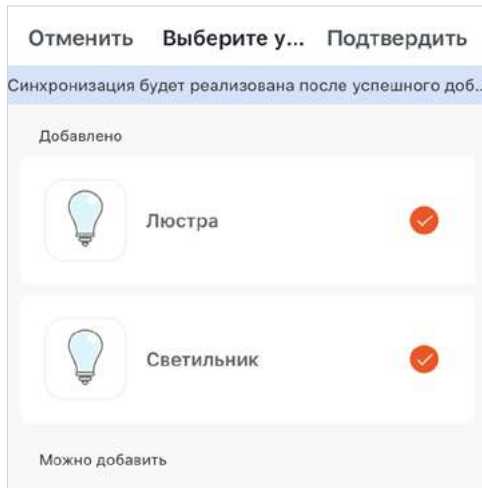 Отменить Выберите у... Подтвердить
Синхронизация будет реализована после успешного доб..
Добавлено
Люстра
Светильник
Можно добавить